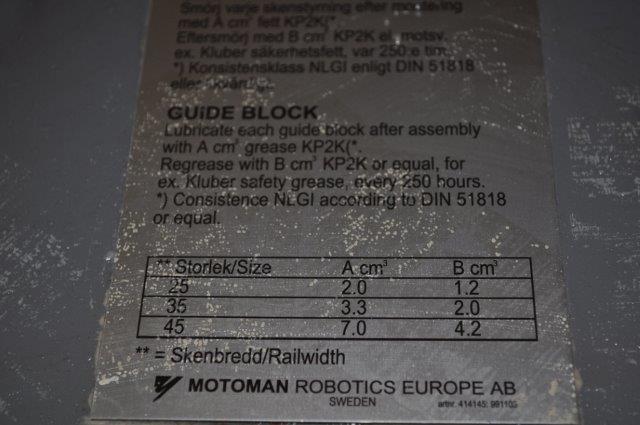 Smörj varje skenstyrning efter montering
med A cm³ fett KP2K(*.
Eftersmörj med B cm³ KP2K el. motsv.
ex. Kluber säkerhetsfett, var 250:e tim.
*) Konsistensklass NLGI enligt DIN 51818
eller likvärdigt.
GUIDE BLOCK
Lubricate each guide block after assembly
with A cm³ grease KP2K(*.
Regrease with B cm³ KP2K or equal, for
ex. Kluber safety grease, every 250 hours.
*) Consistence NLGI according to DIN 51818
or equal.
** Storlek/Size A cm³ B cm³
25 2.0 1.2
35 3.3 2.0
45 7.0 4.2
** = Skenbredd/Railwidth
MOTOMAN ROBOTICS EUROPE AB
SWEDEN
artnr. 414145: